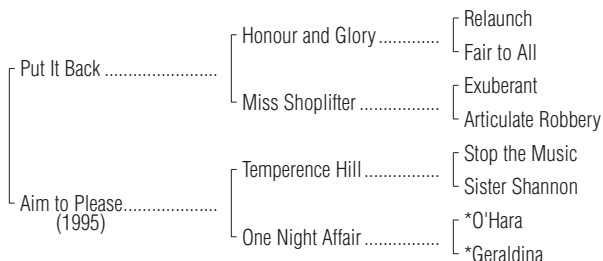 Relaunch
Honour and Glory .............
Fair to All
Put It Back ........................
Exuberant
Miss Shoplifter .................
Articulate Robbery
Stop the Music
Temperence Hill ................
Sister Shannon
Aim to Please....................
(1995)
*O'Hara
One Night Affair ................
*Geraldina